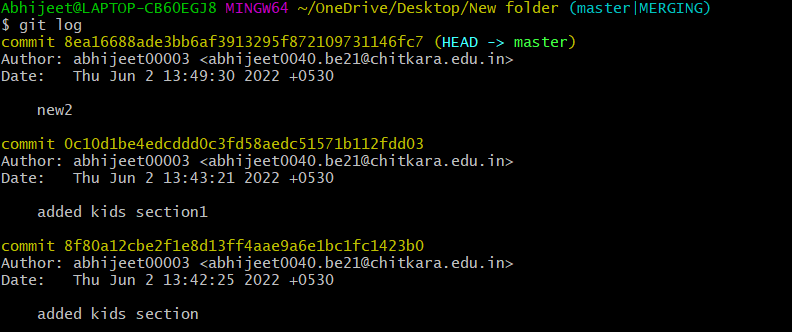 Abhijeet@LAPTOP-CB6OEGJ8 MINGW64 ~/OneDrive/Desktop/New folder (master|MERGING)
$ git log
commit 8ea16688ade3bb6af3913295f872109731146fc7 (HEAD -> master)
Author: abhijeet00003 <abhijeet0040.be21@chitkara.edu.in>
Date:   Thu Jun 2 13:49:30 2022 +0530
    new2
commit 0c10d1be4edcddd0c3fd58aedc51571b112fdd03
Author: abhijeet00003 <abhijeet0040.be21@chitkara.edu.in>
Date:   Thu Jun 2 13:43:21 2022 +0530
    added kids section1
commit 8f80a12cbe2f1e8d13ff4aae9a6e1bc1fc1423b0
Author: abhijeet00003 <abhijeet0040.be21@chitkara.edu.in>
Date:   Thu Jun 2 13:42:25 2022 +0530
    added kids section